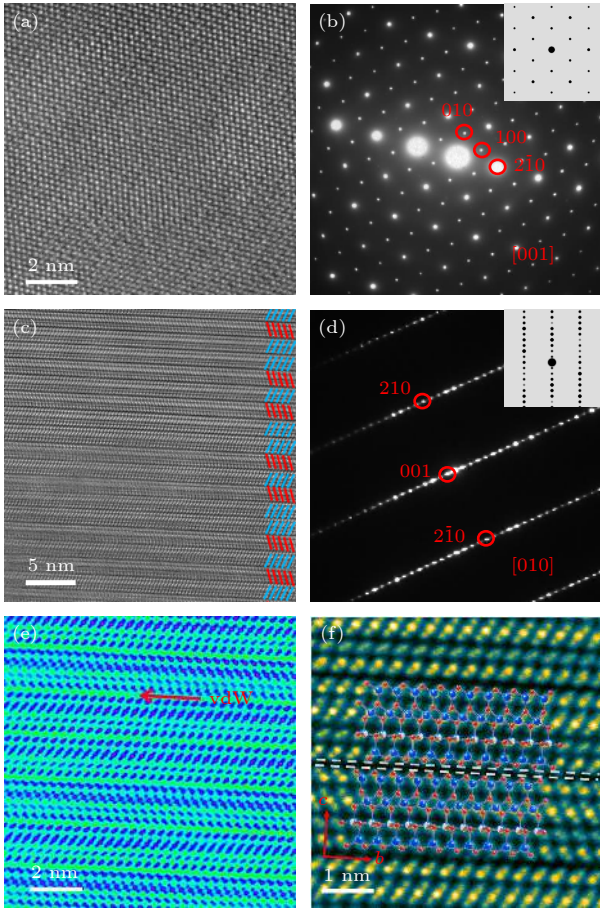 (a)
2 nm
(b)
010
100
21̄0
[001]
(c)
5 nm
(d)
210
001
21̄0
[010]
(e)
vdW
2 nm
(f)
c
b
1 nm